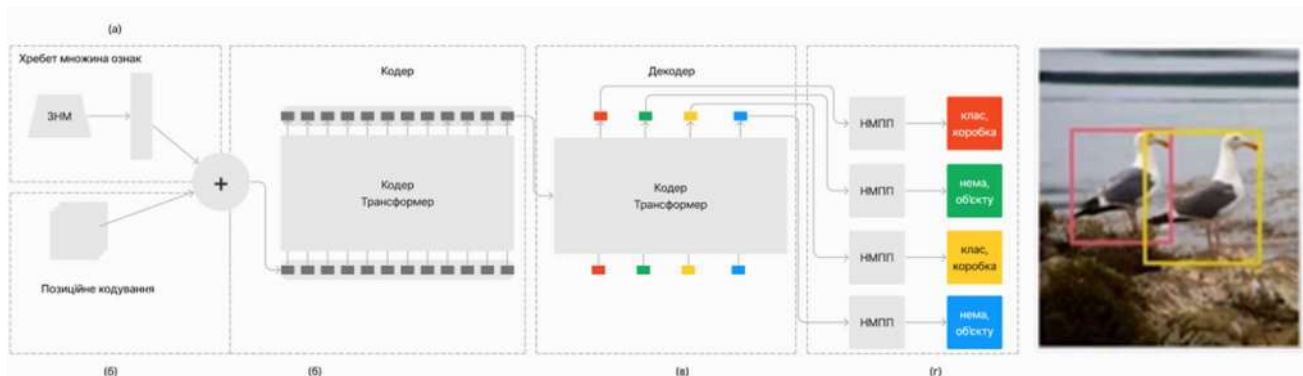 (а)
Хребет множина ознак
ЗНМ
+
Позиційне кодування
(б)
Кодер
Кодер
Трансформер
(б)
Декодер
Кодер
Трансформер
(в)
НМПП
клас,
коробка
НМПП
нема,
об'єкту
НМПП
клас,
коробка
НМПП
нема,
об'єкту
(г)